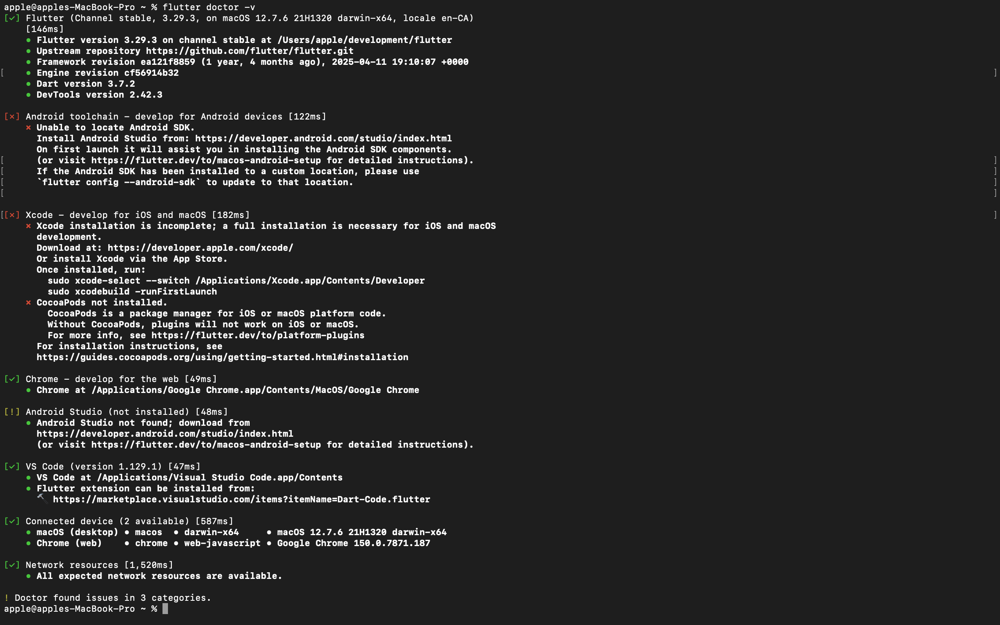 apple@apples-MacBook-Pro ~ % flutter doctor -v
[✓] Flutter (Channel stable, 3.29.3, on macOS 12.7.6 21H1320 darwin-x64, locale en-CA)
    [146ms]
    • Flutter version 3.29.3 on channel stable at /Users/apple/development/flutter
    • Upstream repository https://github.com/flutter/flutter.git
    • Framework revision ea121f8859 (1 year, 4 months ago), 2025-04-11 19:10:07 +0000
[   • Engine revision cf56914b32 ]
    • Dart version 3.7.2
    • DevTools version 2.42.3
[✗] Android toolchain - develop for Android devices [122ms]
    ✗ Unable to locate Android SDK.
      Install Android Studio from: https://developer.android.com/studio/index.html
      On first launch it will assist you in installing the Android SDK components.
[     (or visit https://flutter.dev/to/macos-android-setup for detailed instructions). ]
[     If the Android SDK has been installed to a custom location, please use ]
[     `flutter config --android-sdk` to update to that location. ]
[ ]
[[✗] Xcode - develop for iOS and macOS [182ms] ]
    ✗ Xcode installation is incomplete; a full installation is necessary for iOS and macOS
      development.
      Download at: https://developer.apple.com/xcode/
      Or install Xcode via the App Store.
      Once installed, run:
        sudo xcode-select --switch /Applications/Xcode.app/Contents/Developer
        sudo xcodebuild -runFirstLaunch
    ✗ CocoaPods not installed.
        CocoaPods is a package manager for iOS or macOS platform code.
        Without CocoaPods, plugins will not work on iOS or macOS.
        For more info, see https://flutter.dev/to/platform-plugins
      For installation instructions, see
      https://guides.cocoapods.org/using/getting-started.html#installation
[✓] Chrome - develop for the web [49ms]
    • Chrome at /Applications/Google Chrome.app/Contents/MacOS/Google Chrome
[!] Android Studio (not installed) [48ms]
    • Android Studio not found; download from
      https://developer.android.com/studio/index.html
      (or visit https://flutter.dev/to/macos-android-setup for detailed instructions).
[✓] VS Code (version 1.129.1) [47ms]
    • VS Code at /Applications/Visual Studio Code.app/Contents
    • Flutter extension can be installed from:
      🔨 https://marketplace.visualstudio.com/items?itemName=Dart-Code.flutter
[✓] Connected device (2 available) [587ms]
    • macOS (desktop) • macos  • darwin-x64     • macOS 12.7.6 21H1320 darwin-x64
    • Chrome (web)    • chrome • web-javascript • Google Chrome 150.0.7871.187
[✓] Network resources [1,520ms]
    • All expected network resources are available.
! Doctor found issues in 3 categories.
apple@apples-MacBook-Pro ~ %